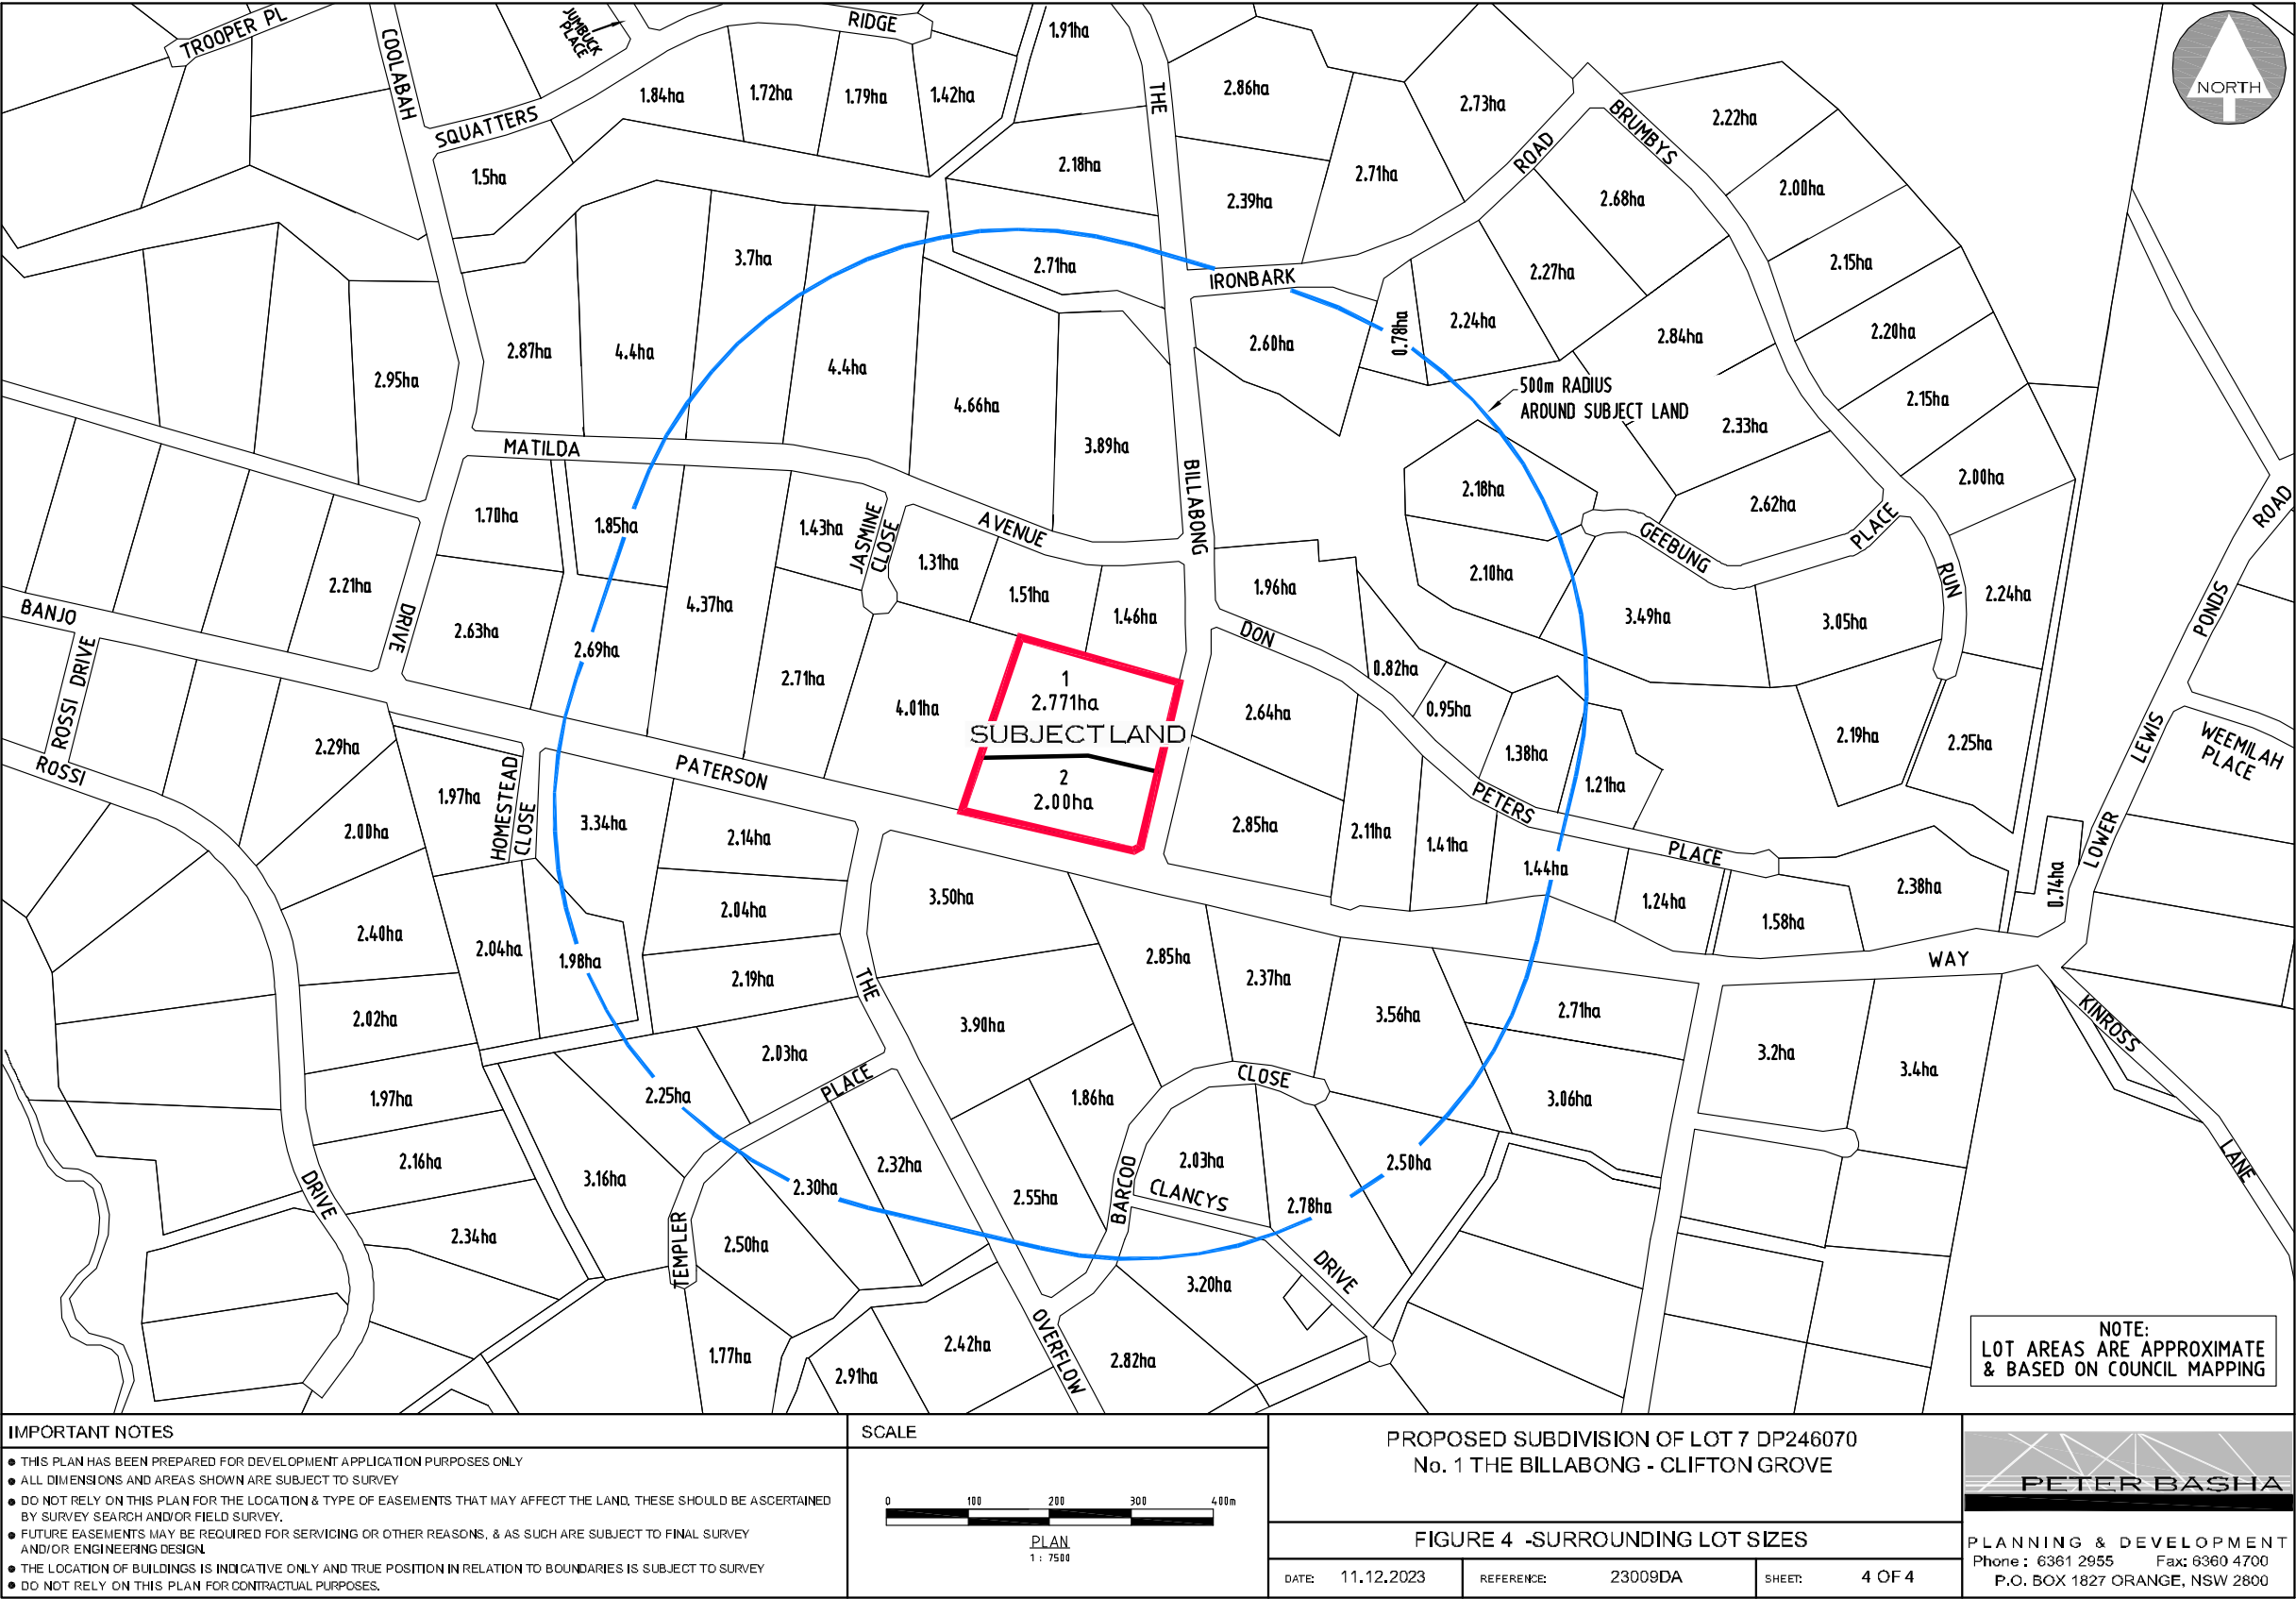 TROOPER PL
COOLABAH
JUMBUCK
PLACE
RIDGE
SQUATTERS
THE
1.91ha
2.86ha
2.73ha
BRUMBYS
2.22ha
NORTH
1.84ha
1.72ha
1.79ha
1.42ha
ROAD
1.5ha
2.18ha
2.39ha
2.71ha
2.68ha
2.00ha
3.7ha
2.71ha
IRONBARK
2.27ha
2.15ha
2.95ha
2.87ha
4.4ha
4.4ha
2.60ha
0.78ha
2.24ha
2.84ha
2.20ha
4.66ha
500m RADIUS
AROUND SUBJECT LAND
2.15ha
MATILDA
3.89ha
2.33ha
BILLABONG
2.18ha
2.62ha
2.00ha
ROAD
1.70ha
1.85ha
1.43ha
JASMINE
CLOSE
AVENUE
GEEBUNG
PLACE
1.31ha
1.51ha
1.46ha
1.96ha
2.10ha
RUN
2.21ha
4.37ha
2.24ha
BANJO
DRIVE
2.63ha
2.69ha
DON
3.49ha
3.05ha
PONDS
ROSSI DRIVE
2.71ha
4.01ha
1
2.771ha
SUBJECT LAND
2
2.00ha
2.64ha
0.82ha
0.95ha
2.29ha
ROSSI
PATERSON
1.38ha
2.19ha
2.25ha
LEWIS
WEEMILAH
PLACE
1.97ha
HOMESTEAD
CLOSE
3.34ha
1.21ha
PETERS
2.00ha
2.14ha
2.85ha
2.11ha
1.41ha
PLACE
LOWER
1.44ha
2.38ha
0.74ha
2.04ha
3.50ha
1.24ha
1.58ha
2.40ha
2.04ha
1.98ha
2.19ha
THE
2.85ha
2.37ha
WAY
2.02ha
3.90ha
3.56ha
2.71ha
KINROSS
2.03ha
3.2ha
3.4ha
1.97ha
2.25ha
PLACE
1.86ha
CLOSE
3.06ha
2.16ha
3.16ha
2.30ha
2.32ha
2.55ha
BARCOO
2.03ha
2.50ha
LANE
DRIVE
CLANCYS
2.78ha
2.34ha
TEMPLER
2.50ha
3.20ha
DRIVE
1.77ha
2.91ha
2.42ha
OVERFLOW
2.82ha
NOTE:
LOT AREAS ARE APPROXIMATE
& BASED ON COUNCIL MAPPING
IMPORTANT NOTES
● THIS PLAN HAS BEEN PREPARED FOR DEVELOPMENT APPLICATION PURPOSES ONLY
● ALL DIMENSIONS AND AREAS SHOWN ARE SUBJECT TO SURVEY
● DO NOT RELY ON THIS PLAN FOR THE LOCATION & TYPE OF EASEMENTS THAT MAY AFFECT THE LAND, THESE SHOULD BE ASCERTAINED
BY SURVEY SEARCH AND/OR FIELD SURVEY.
● FUTURE EASEMENTS MAY BE REQUIRED FOR SERVICING OR OTHER REASONS, & AS SUCH ARE SUBJECT TO FINAL SURVEY
AND/OR ENGINEERING DESIGN.
● THE LOCATION OF BUILDINGS IS INDICATIVE ONLY AND TRUE POSITION IN RELATION TO BOUNDARIES IS SUBJECT TO SURVEY
● DO NOT RELY ON THIS PLAN FOR CONTRACTUAL PURPOSES.
SCALE
0 100 200 300 400m
PLAN
1 : 7500
PROPOSED SUBDIVISION OF LOT 7 DP246070
No. 1 THE BILLABONG - CLIFTON GROVE
FIGURE 4 -SURROUNDING LOT SIZES
DATE: 11.12.2023 REFERENCE: 23009DA SHEET: 4 OF 4
PETER BASHA
PLANNING & DEVELOPMENT
Phone : 6361 2955 Fax: 6360 4700
P.O. BOX 1827 ORANGE, NSW 2800